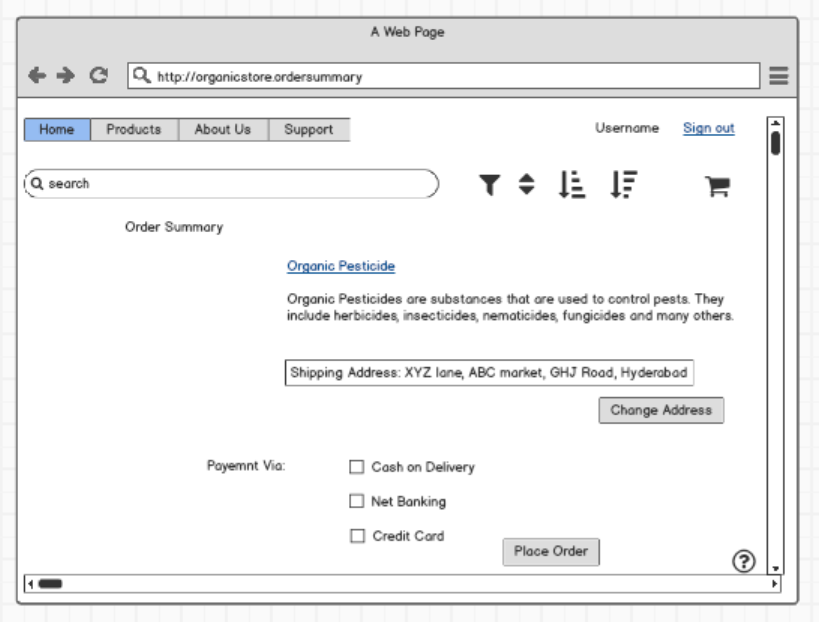 A Web Page
http://organicstore.ordersummary
Home Products About Us Support Username Sign out
search
Order Summary
Organic Pesticide
Organic Pesticides are substances that are used to control pests. They
include herbicides, insecticides, nematicides, fungicides and many others.
Shipping Address: XYZ lane, ABC market, GHJ Road, Hyderabad
Change Address
Payemnt Via: Cash on Delivery
Net Banking
Credit Card
Place Order
?